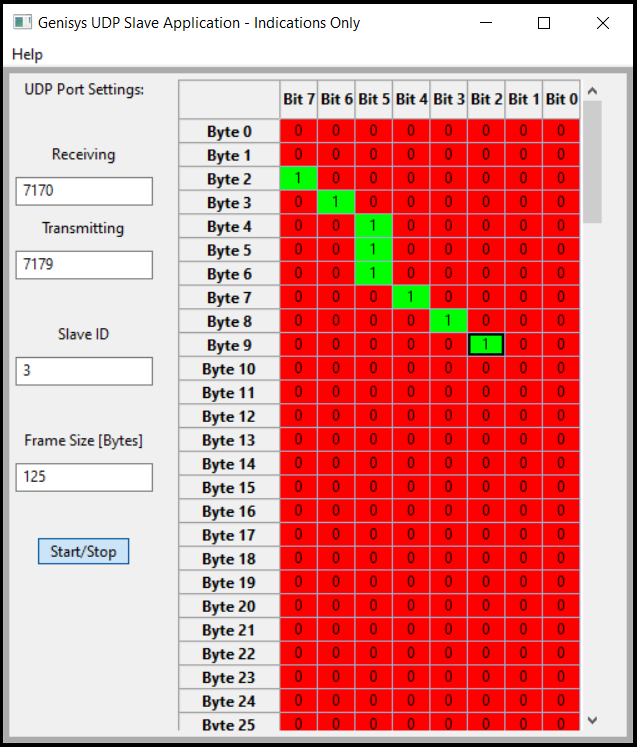 Genisys UDP Slave Application - Indications Only
Help
UDP Port Settings:
Receiving
7170
Transmitting
7179
Slave ID
3
Frame Size [Bytes]
125
Start/Stop
Bit 7 Bit 6 Bit 5 Bit 4 Bit 3 Bit 2 Bit 1 Bit 0
Byte 0 0 0 0 0 0 0 0 0
Byte 1 0 0 0 0 0 0 0 0
Byte 2 1 0 0 0 0 0 0 0
Byte 3 0 1 0 0 0 0 0 0
Byte 4 0 0 1 0 0 0 0 0
Byte 5 0 0 1 0 0 0 0 0
Byte 6 0 0 1 0 0 0 0 0
Byte 7 0 0 0 1 0 0 0 0
Byte 8 0 0 0 0 1 0 0 0
Byte 9 0 0 0 0 0 1 0 0
Byte 10 0 0 0 0 0 0 0 0
Byte 11 0 0 0 0 0 0 0 0
Byte 12 0 0 0 0 0 0 0 0
Byte 13 0 0 0 0 0 0 0 0
Byte 14 0 0 0 0 0 0 0 0
Byte 15 0 0 0 0 0 0 0 0
Byte 16 0 0 0 0 0 0 0 0
Byte 17 0 0 0 0 0 0 0 0
Byte 18 0 0 0 0 0 0 0 0
Byte 19 0 0 0 0 0 0 0 0
Byte 20 0 0 0 0 0 0 0 0
Byte 21 0 0 0 0 0 0 0 0
Byte 22 0 0 0 0 0 0 0 0
Byte 23 0 0 0 0 0 0 0 0
Byte 24 0 0 0 0 0 0 0 0
Byte 25 0 0 0 0 0 0 0 0